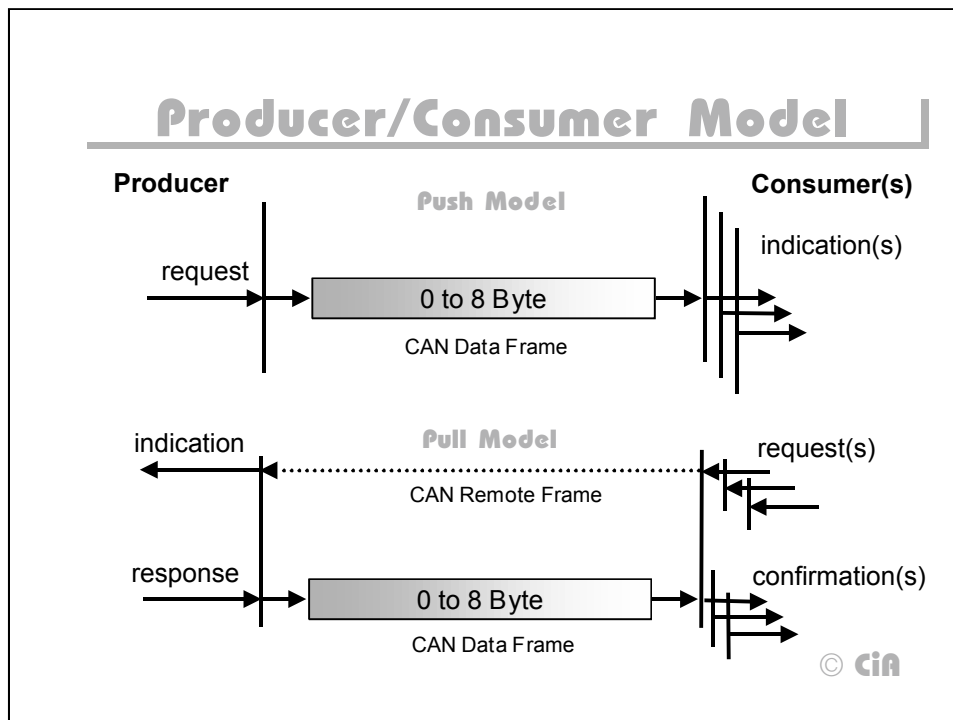 Producer/Consumer Model
Producer
Push Model
Consumer(s)
request
indication(s)
0 to 8 Byte
CAN Data Frame
indication
Pull Model
request(s)
CAN Remote Frame
response
confirmation(s)
0 to 8 Byte
CAN Data Frame
© CiA